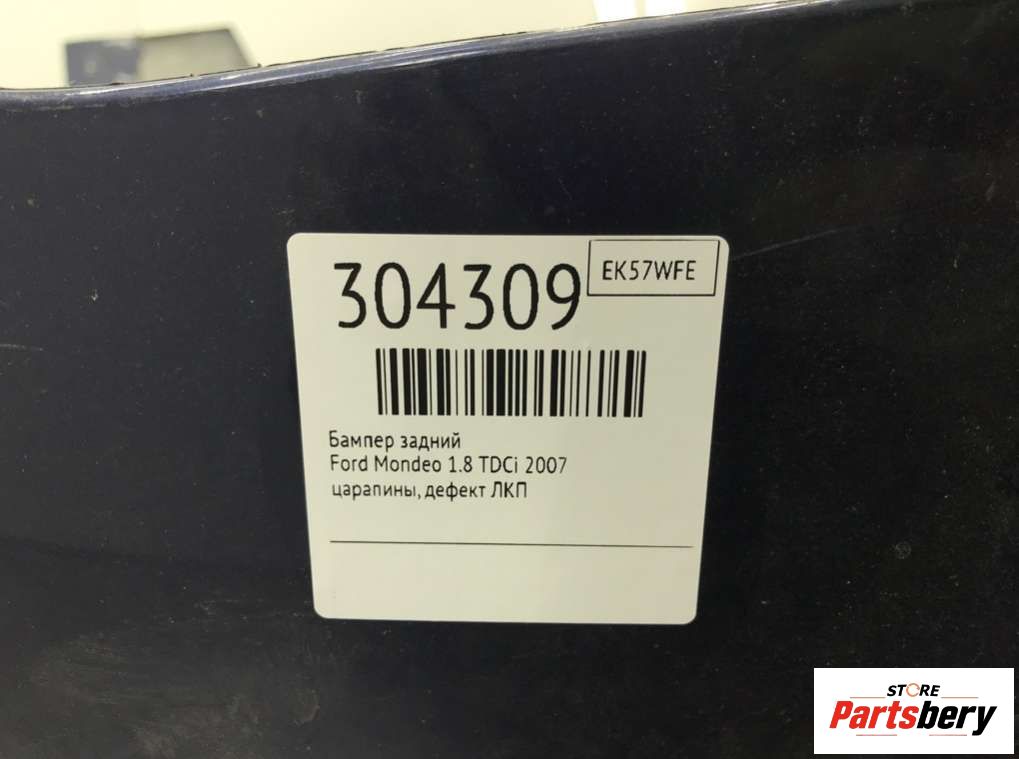 304309
EK57WFE
Бампер задний
Ford Mondeo 1.8 TDCi 2007
царапины, дефект ЛКП
STORE
Partsbery